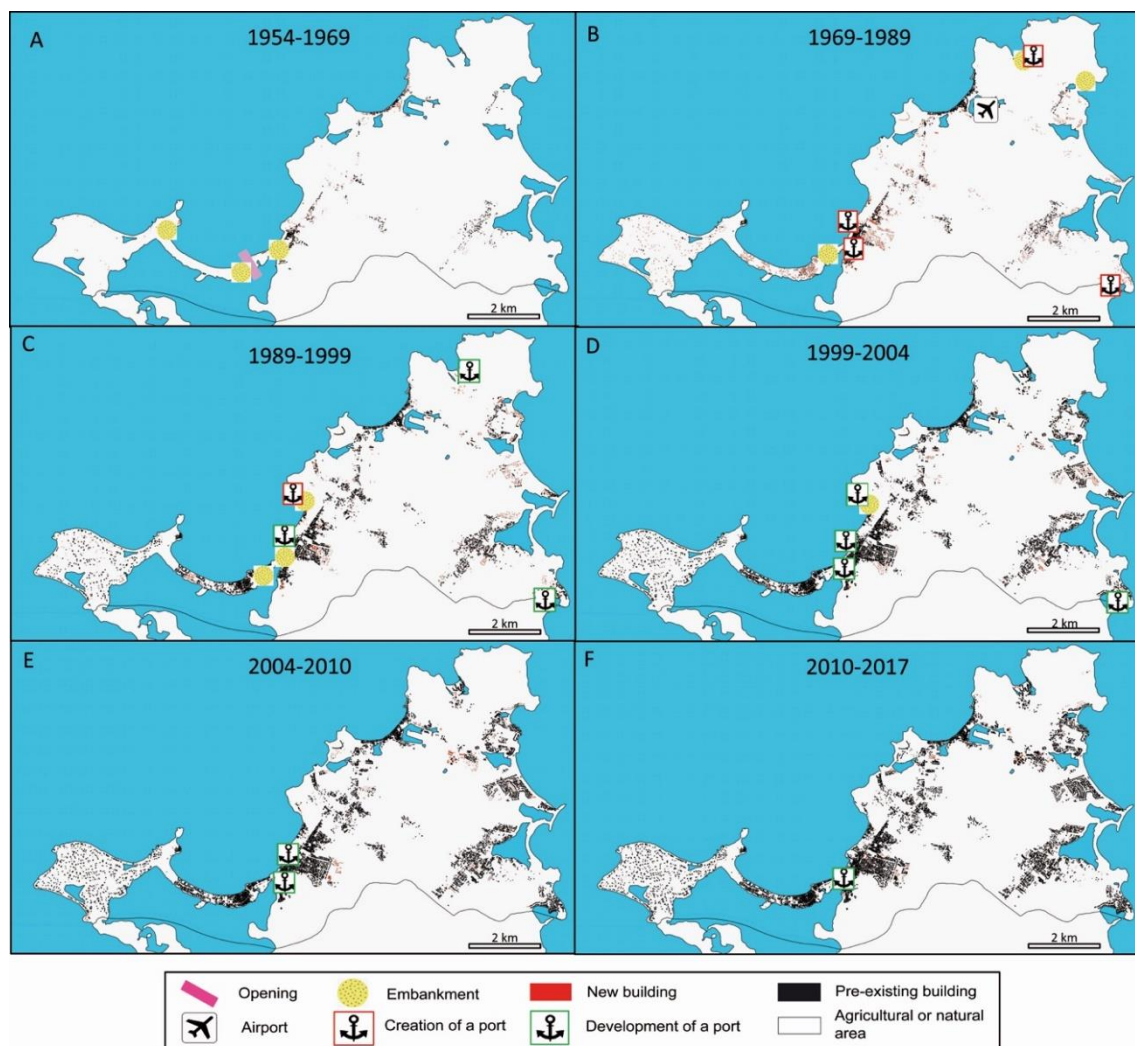 A
1954-1969
2 km
B
1969-1989
2 km
C
1989-1999
2 km
D
1999-2004
2 km
E
2004-2010
2 km
F
2010-2017
2 km
Opening
Embankment
New building
Pre-existing building
Airport
Creation of a port
Development of a port
Agricultural or natural
area